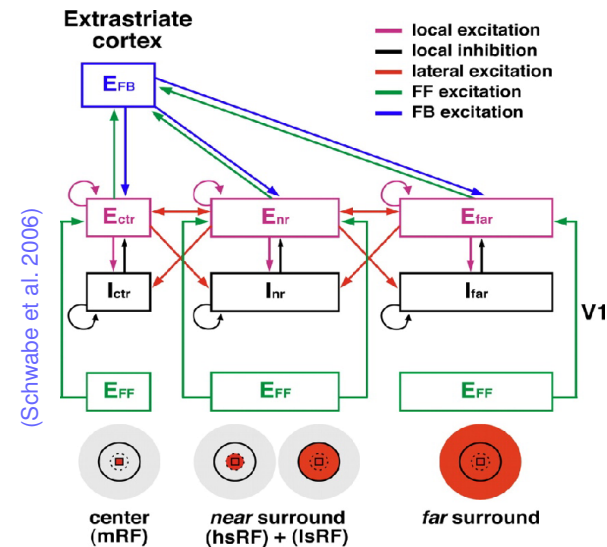 Extrastriate
cortex
local excitation
local inhibition
lateral excitation
FF excitation
FB excitation
EFB
Ectr
Enr
Efar
(Schwabe et al. 2006)
Ictr
Inr
Ifar
V1
EFF
EFF
EFF
center
(mRF)
near surround
(hsRF) + (lsRF)
far surround